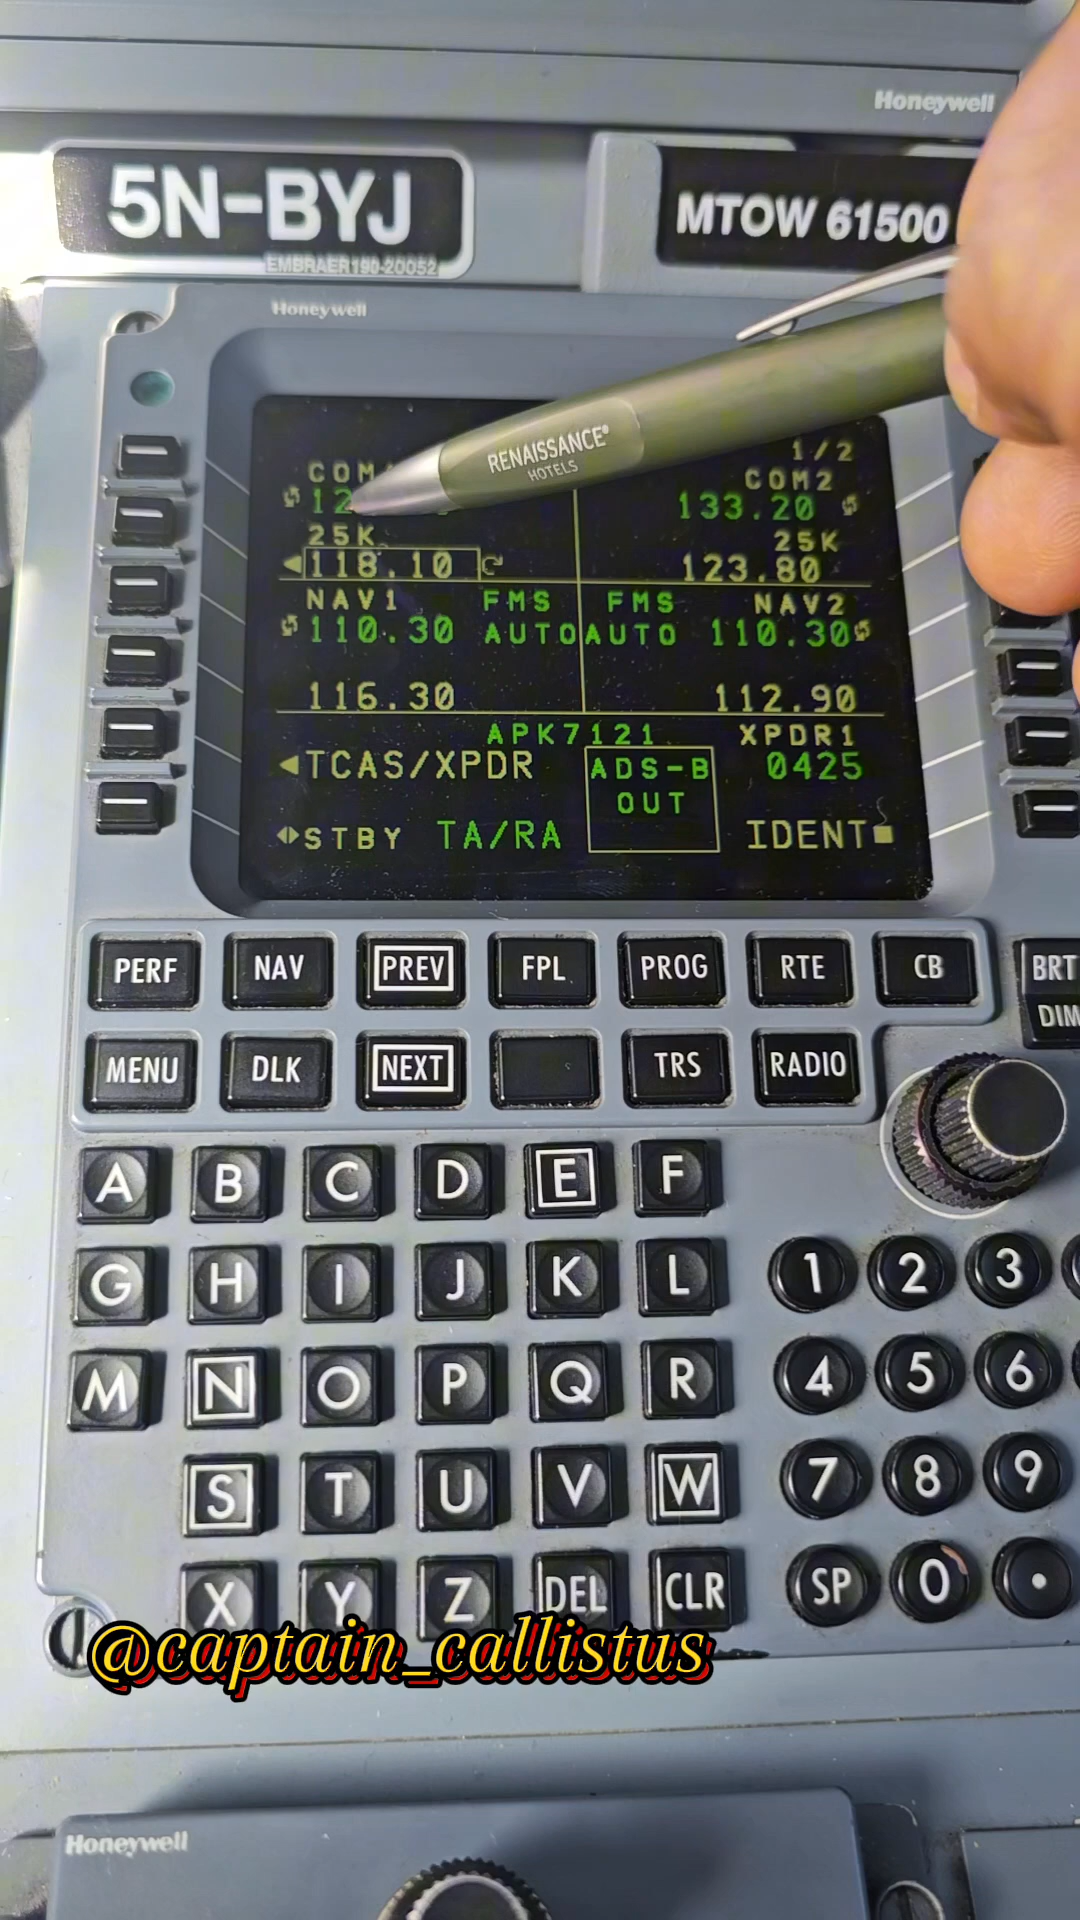 Honeywell
5N-BYJ
EMBRAER190-20052
MTOW 61500
Honeywell
RENAISSANCE®
HOTELS
1/2
COM
COM2
12
133.20
25K
25K
118.10
123.80
NAV1 FMS FMS NAV2
110.30 AUTO AUTO 110.30
116.30
112.90
APK7121 XPDR1
TCAS/XPDR ADS-B 0425
OUT
STBY TA/RA IDENT
PERF NAV PREV FPL PROG RTE CB BRT
DIM
MENU DLK NEXT TRS RADIO
A B C D E F
G H I J K L 1 2 3
M N O P Q R 4 5 6
S T U V W 7 8 9
X Y Z DEL CLR SP 0 •
@captain_callistus
Honeywell